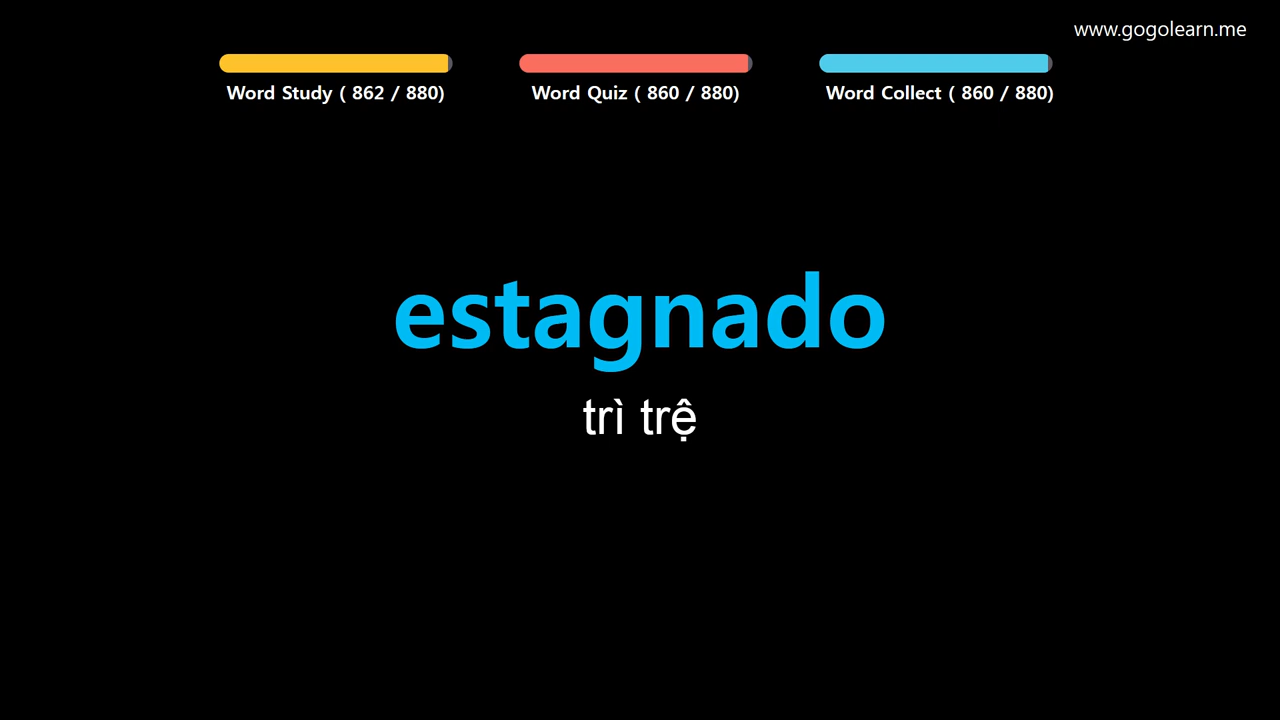 www.gogolearn.me
Word Study ( 862 / 880)
Word Quiz ( 860 / 880)
Word Collect ( 860 / 880)
estagnado
trì trệ